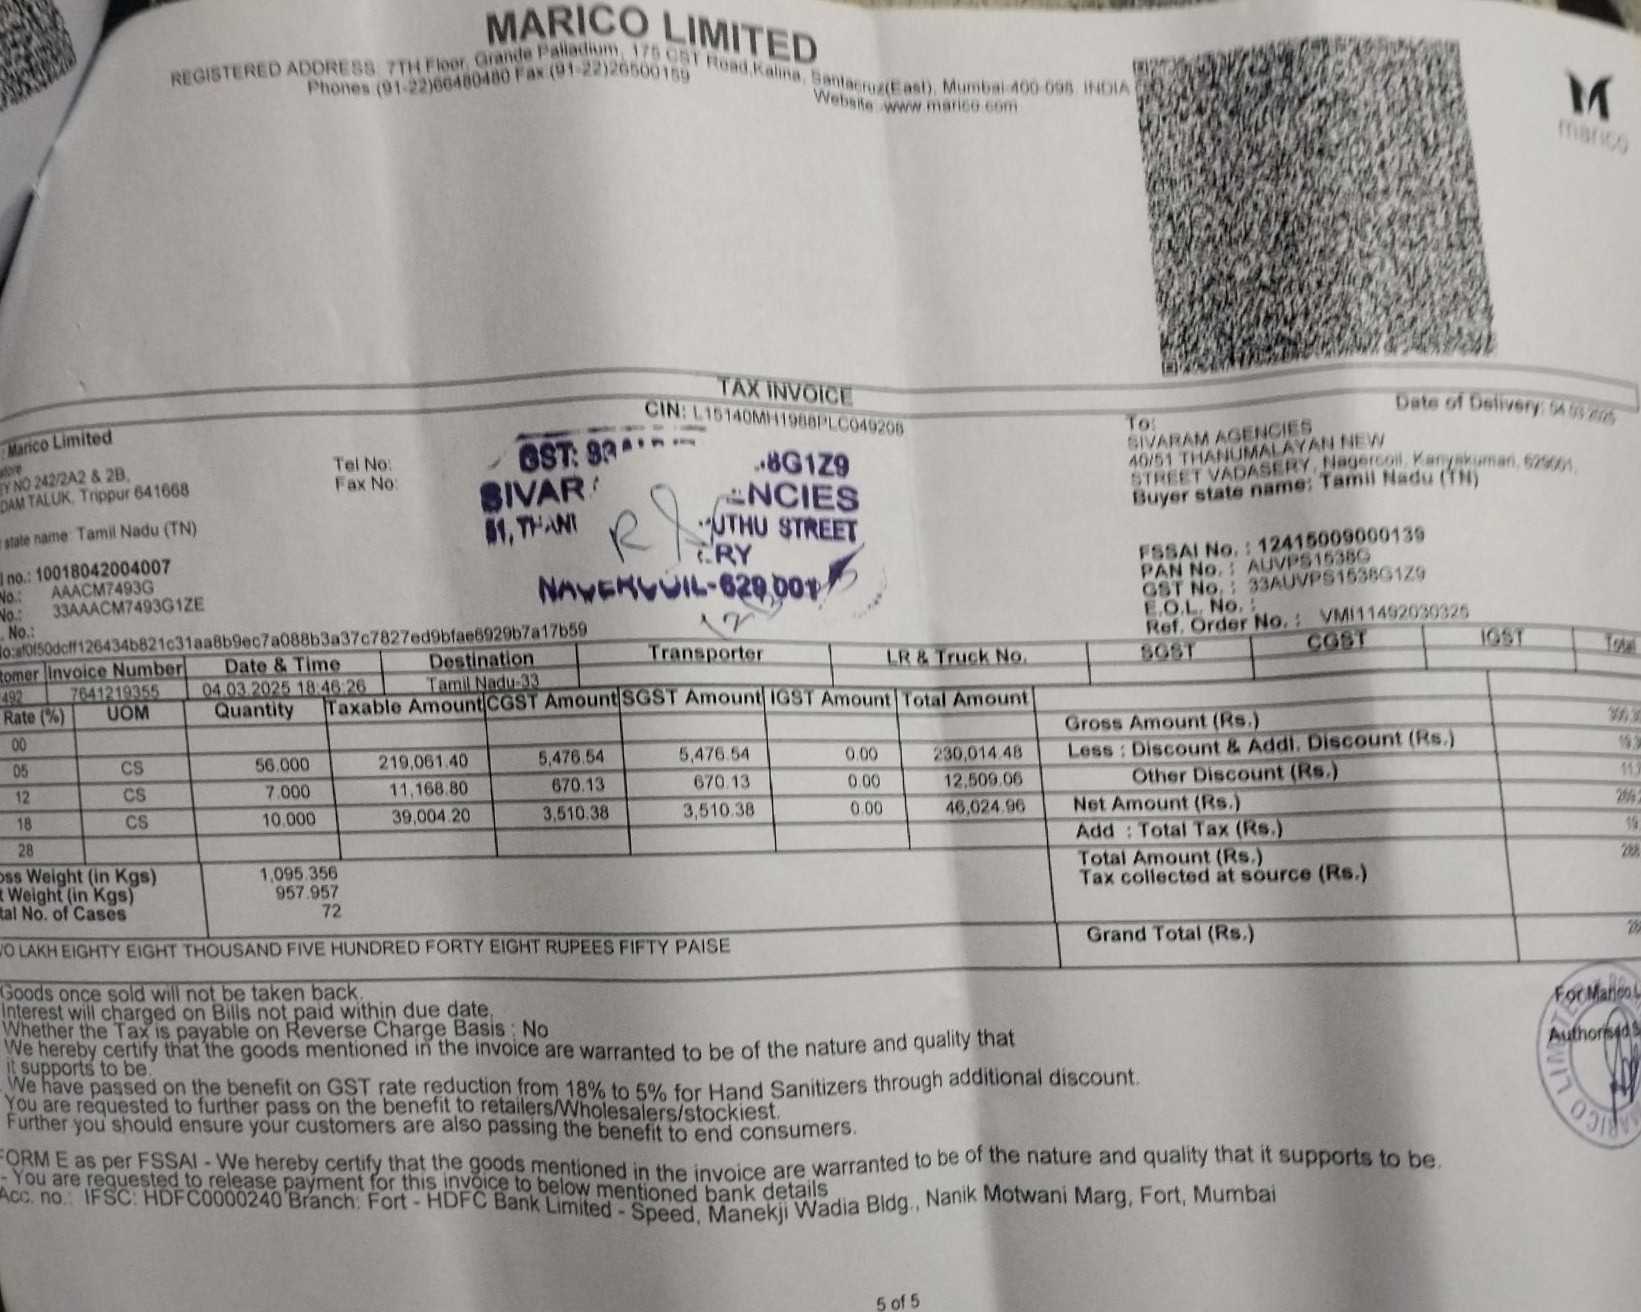 MARICO LIMITED
REGISTERED ADDRESS: 7TH Floor, Grande Palladium, 175 CST Road,Kalina, Santacruz(East), Mumbai-400 098. INDIA
Phones (91-22)66480480 Fax:(91-22)26500159
Website :www.marico.com
marico
TAX INVOICE
CIN: L15140MH1988PLC049208
Date of Delivery:
Marico Limited
Y NO 242/2A2 & 2B,
DAM TALUK, Trippur 641668
state name: Tamil Nadu (TN)
no.: 10018042004007
No.: AAACM7493G
No.: 33AAACM7493G1ZE
No.:
Tel No:
Fax No:
GST:
8G1Z9
SIVAR
ENCIES
UTHU STREET
629,001
To:
SIVARAM AGENCIES
40/51 THANUMALAYAN NEW
STREET VADASERY, Nagercoil, Kanyakumari, 629001,
Buyer state name: Tamil Nadu (TN)
FSSAI No. : 12415009000139
PAN No. : AUVPS1538G
GST No. : 33AUVPS1538G1Z9
E.O.L. No. :
Ref. Order No. : VMI11492030325
No:af0f50dcff126434b821c31aa8b9ec7a088b3a37c7827ed9bfae6929b7a17b59
tomer Invoice Number Date & Time Destination Transporter LR & Truck No. SGST CGST IGST Total
492 7641219355 04.03.2025 18:46:26 Tamil Nadu-33
Rate (%) UOM Quantity Taxable Amount CGST Amount SGST Amount IGST Amount Total Amount
00
05 CS 56.000 219,061.40 5,476.54 5,476.54 0.00 230,014.48
12 CS 7.000 11,168.80 670.13 670.13 0.00 12,509.06
18 CS 10.000 39,004.20 3,510.38 3,510.38 0.00 46,024.96
28
Gross Amount (Rs.)
Less : Discount & Addl. Discount (Rs.)
Other Discount (Rs.)
Net Amount (Rs.)
Add : Total Tax (Rs.)
Total Amount (Rs.)
Tax collected at source (Rs.)
Grand Total (Rs.)
oss Weight (in Kgs) 1,095.356
t Weight (in Kgs) 957.957
tal No. of Cases 72
O LAKH EIGHTY EIGHT THOUSAND FIVE HUNDRED FORTY EIGHT RUPEES FIFTY PAISE
Goods once sold will not be taken back.
Interest will charged on Bills not paid within due date.
Whether the Tax is payable on Reverse Charge Basis : No
We hereby certify that the goods mentioned in the invoice are warranted to be of the nature and quality that
it supports to be.
We have passed on the benefit on GST rate reduction from 18% to 5% for Hand Sanitizers through additional discount.
You are requested to further pass on the benefit to retailers/Wholesalers/stockiest.
Further you should ensure your customers are also passing the benefit to end consumers.
FORM E as per FSSAI - We hereby certify that the goods mentioned in the invoice are warranted to be of the nature and quality that it supports to be.
- You are requested to release payment for this invoice to below mentioned bank details
Acc. no.: IFSC: HDFC0000240 Branch: Fort - HDFC Bank Limited - Speed, Manekji Wadia Bldg., Nanik Motwani Marg, Fort, Mumbai
For Marico L
Authorised S
MARICO LIMITED
5 of 5